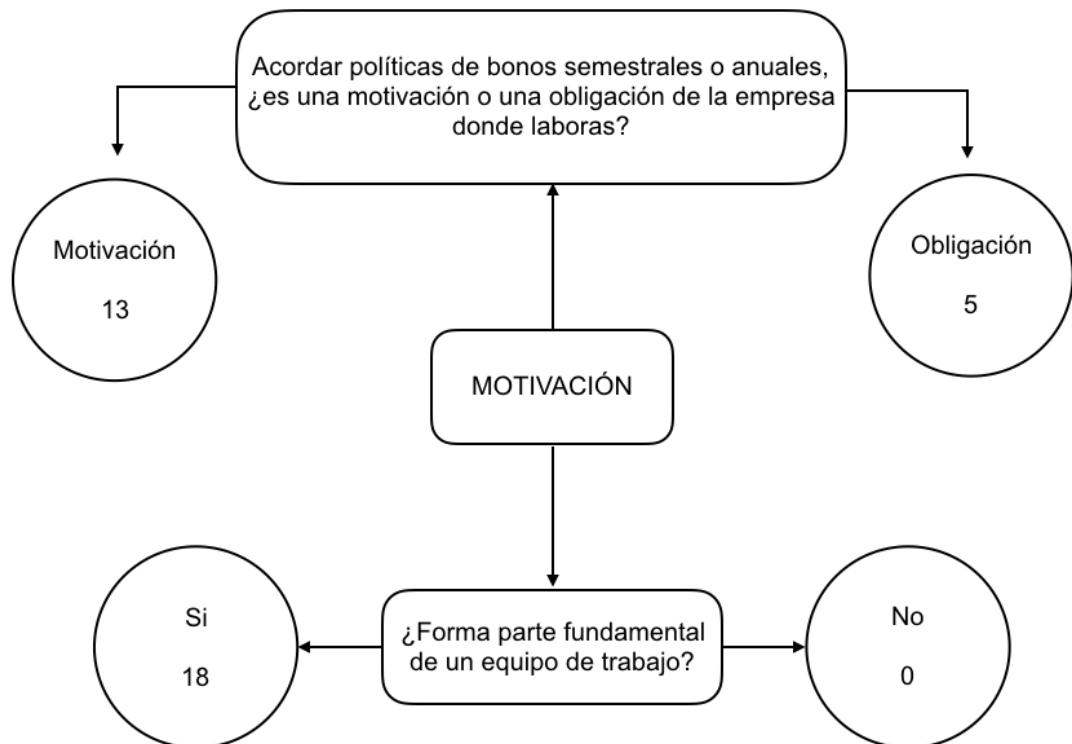 Acordar políticas de bonos semestrales o anuales,
¿es una motivación o una obligación de la empresa
donde laboras?
Motivación
13
Obligación
5
MOTIVACIÓN
Si
18
¿Forma parte fundamental
de un equipo de trabajo?
No
0